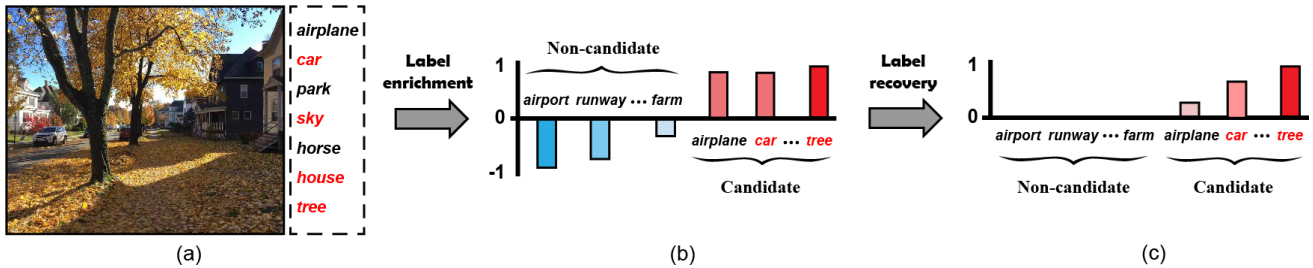 airplane
car
park
sky
horse
house
tree
(a)
Label
enrichment
Non-candidate
1
0
-1
airport runway ••• farm
airplane car ••• tree
Candidate
(b)
Label
recovery
1
0
airport runway ••• farm airplane car ••• tree
Non-candidate Candidate
(c)